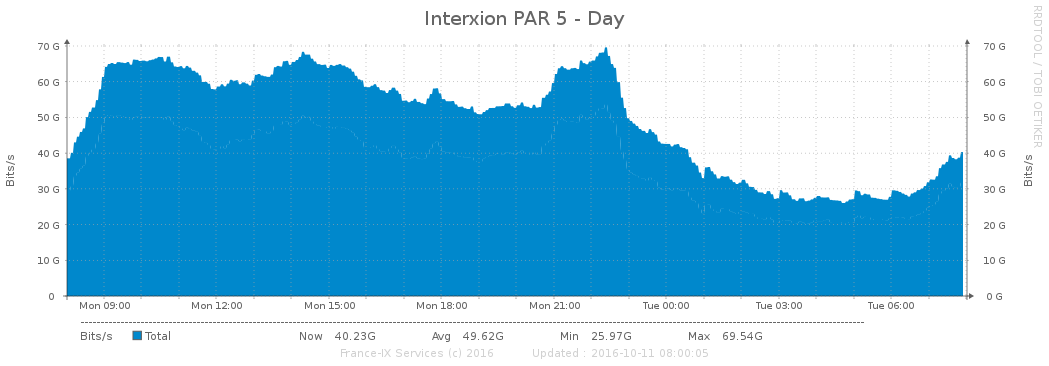 Interxion PAR 5 - Day
RRDTOOL / TOBI OETIKER
Bits/s
70 G
60 G
50 G
40 G
30 G
20 G
10 G
0
70 G
60 G
50 G
40 G
30 G
20 G
10 G
0 G
Bits/s
Mon 09:00 Mon 12:00 Mon 15:00 Mon 18:00 Mon 21:00 Tue 00:00 Tue 03:00 Tue 06:00
Bits/s Total Now 40.23G Avg 49.62G Min 25.97G Max 69.54G
France-IX Services (c) 2016 Updated : 2016-10-11 08:00:05